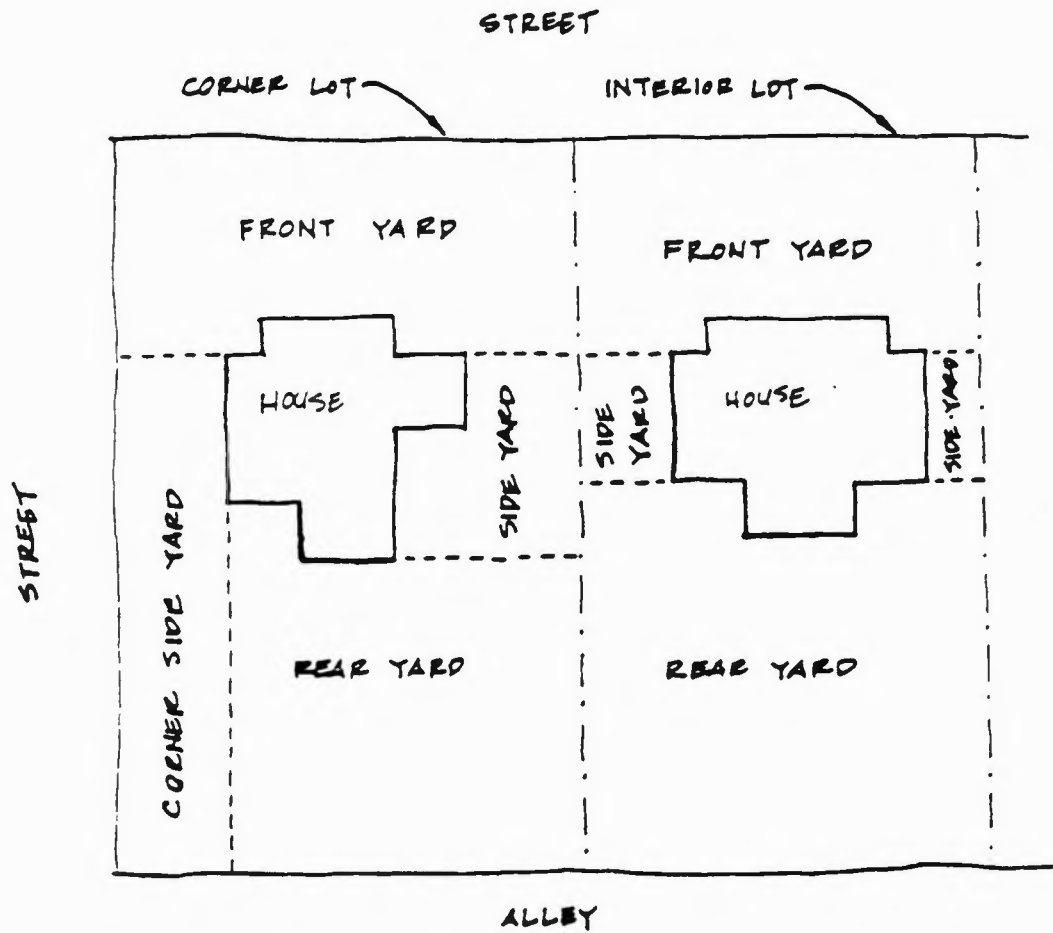 STREET
CORNER LOT
INTERIOR LOT
FRONT YARD
FRONT YARD
HOUSE
SIDE YARD
SIDE
YARD
HOUSE
SIDE YARD
STREET
CORNER SIDE YARD
REAR YARD
REAR YARD
ALLEY